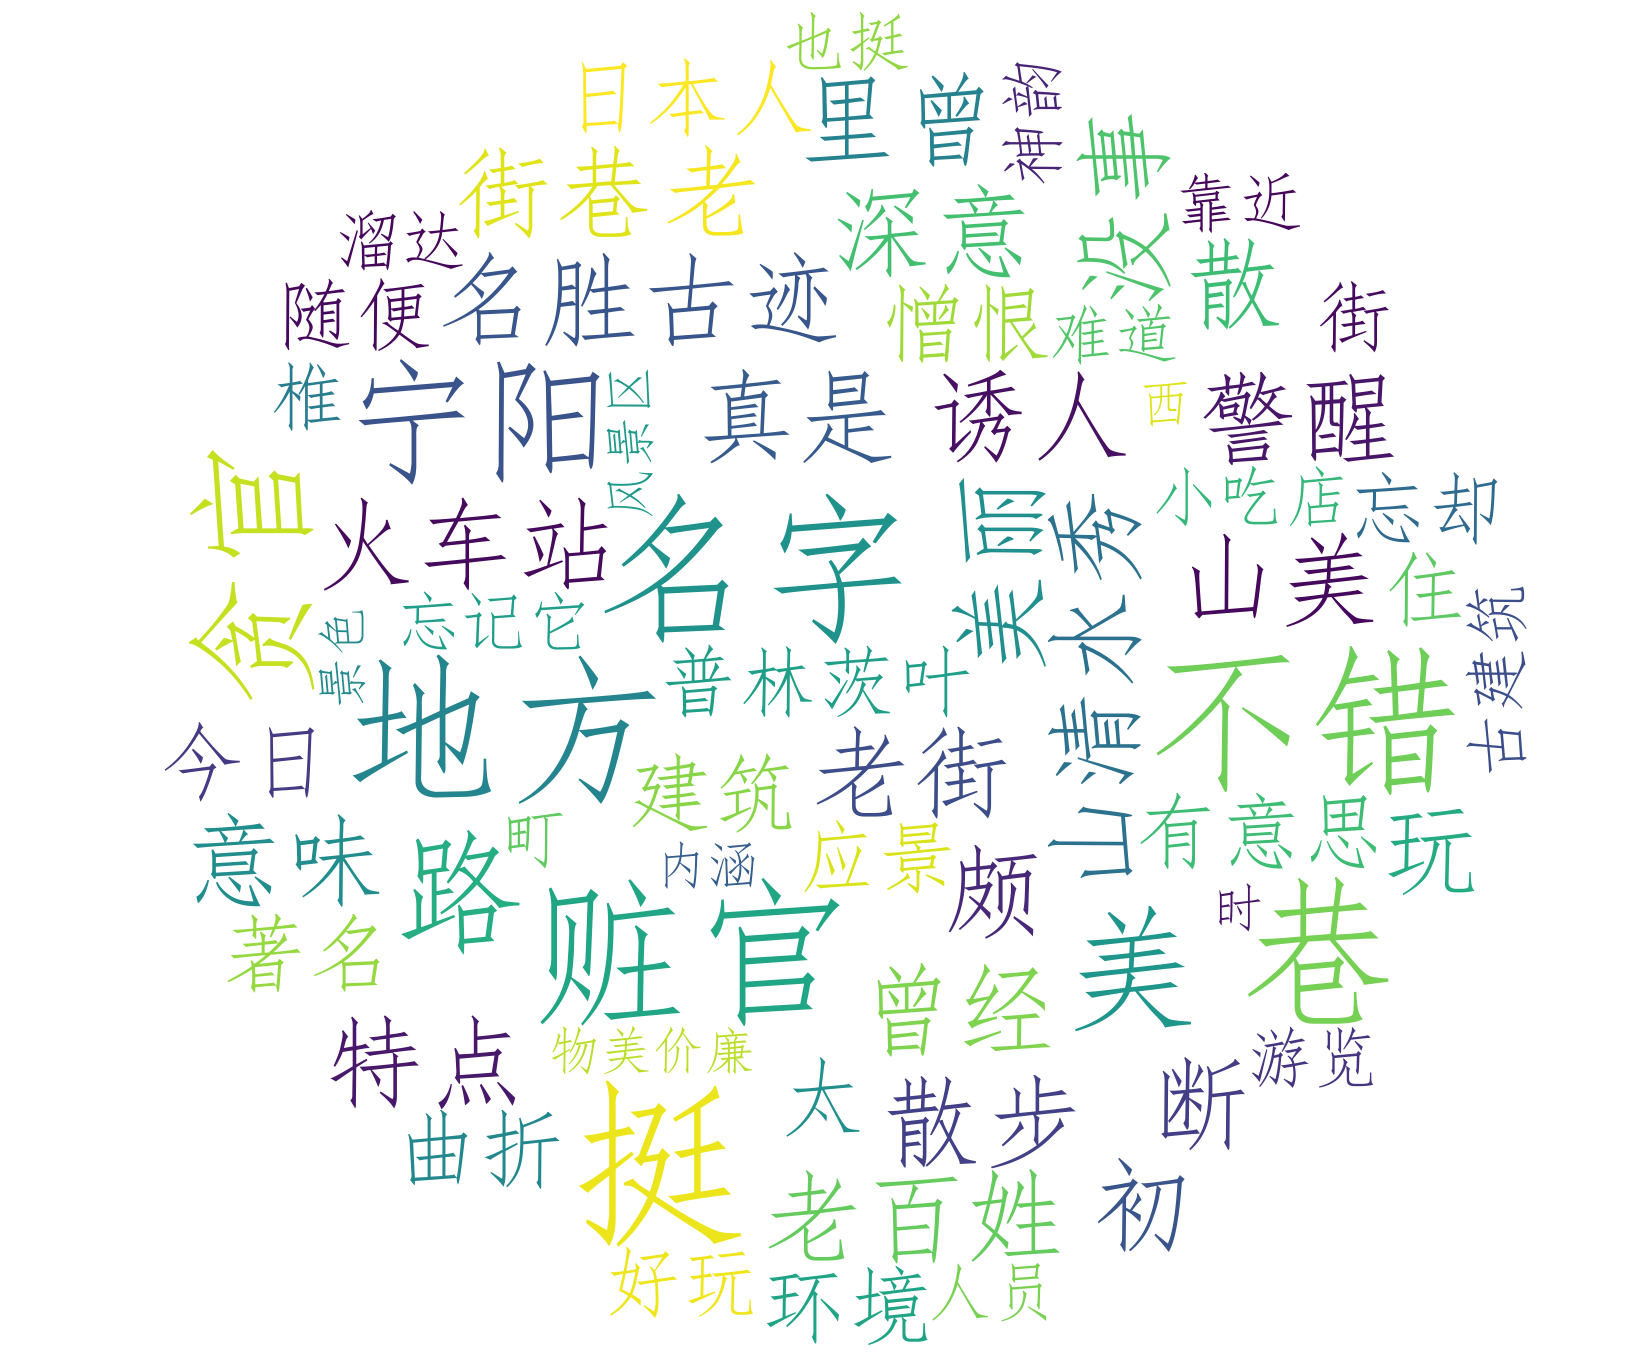 也挺
日本人
里曾
神韵
没事
街巷老
深意
靠近
溜达
名胜古迹
散
随便
憎恨
难道
街
椎
宁阳
风景区
真是
诱人
西
警醒
贪官
火车站
名字
美丽
山清水秀
小吃店
忘却
山美
住
古建筑
景色
忘记它
地方
普林茨叶
不错
今日
建筑
老街
有意思
玩
意味
路
町
内涵
应景
颇
时
巷
著名
赃官
曾经
美
特点
物美价廉
挺
太
散步
断
游览
曲折
老百姓
初
好玩
环境
人员